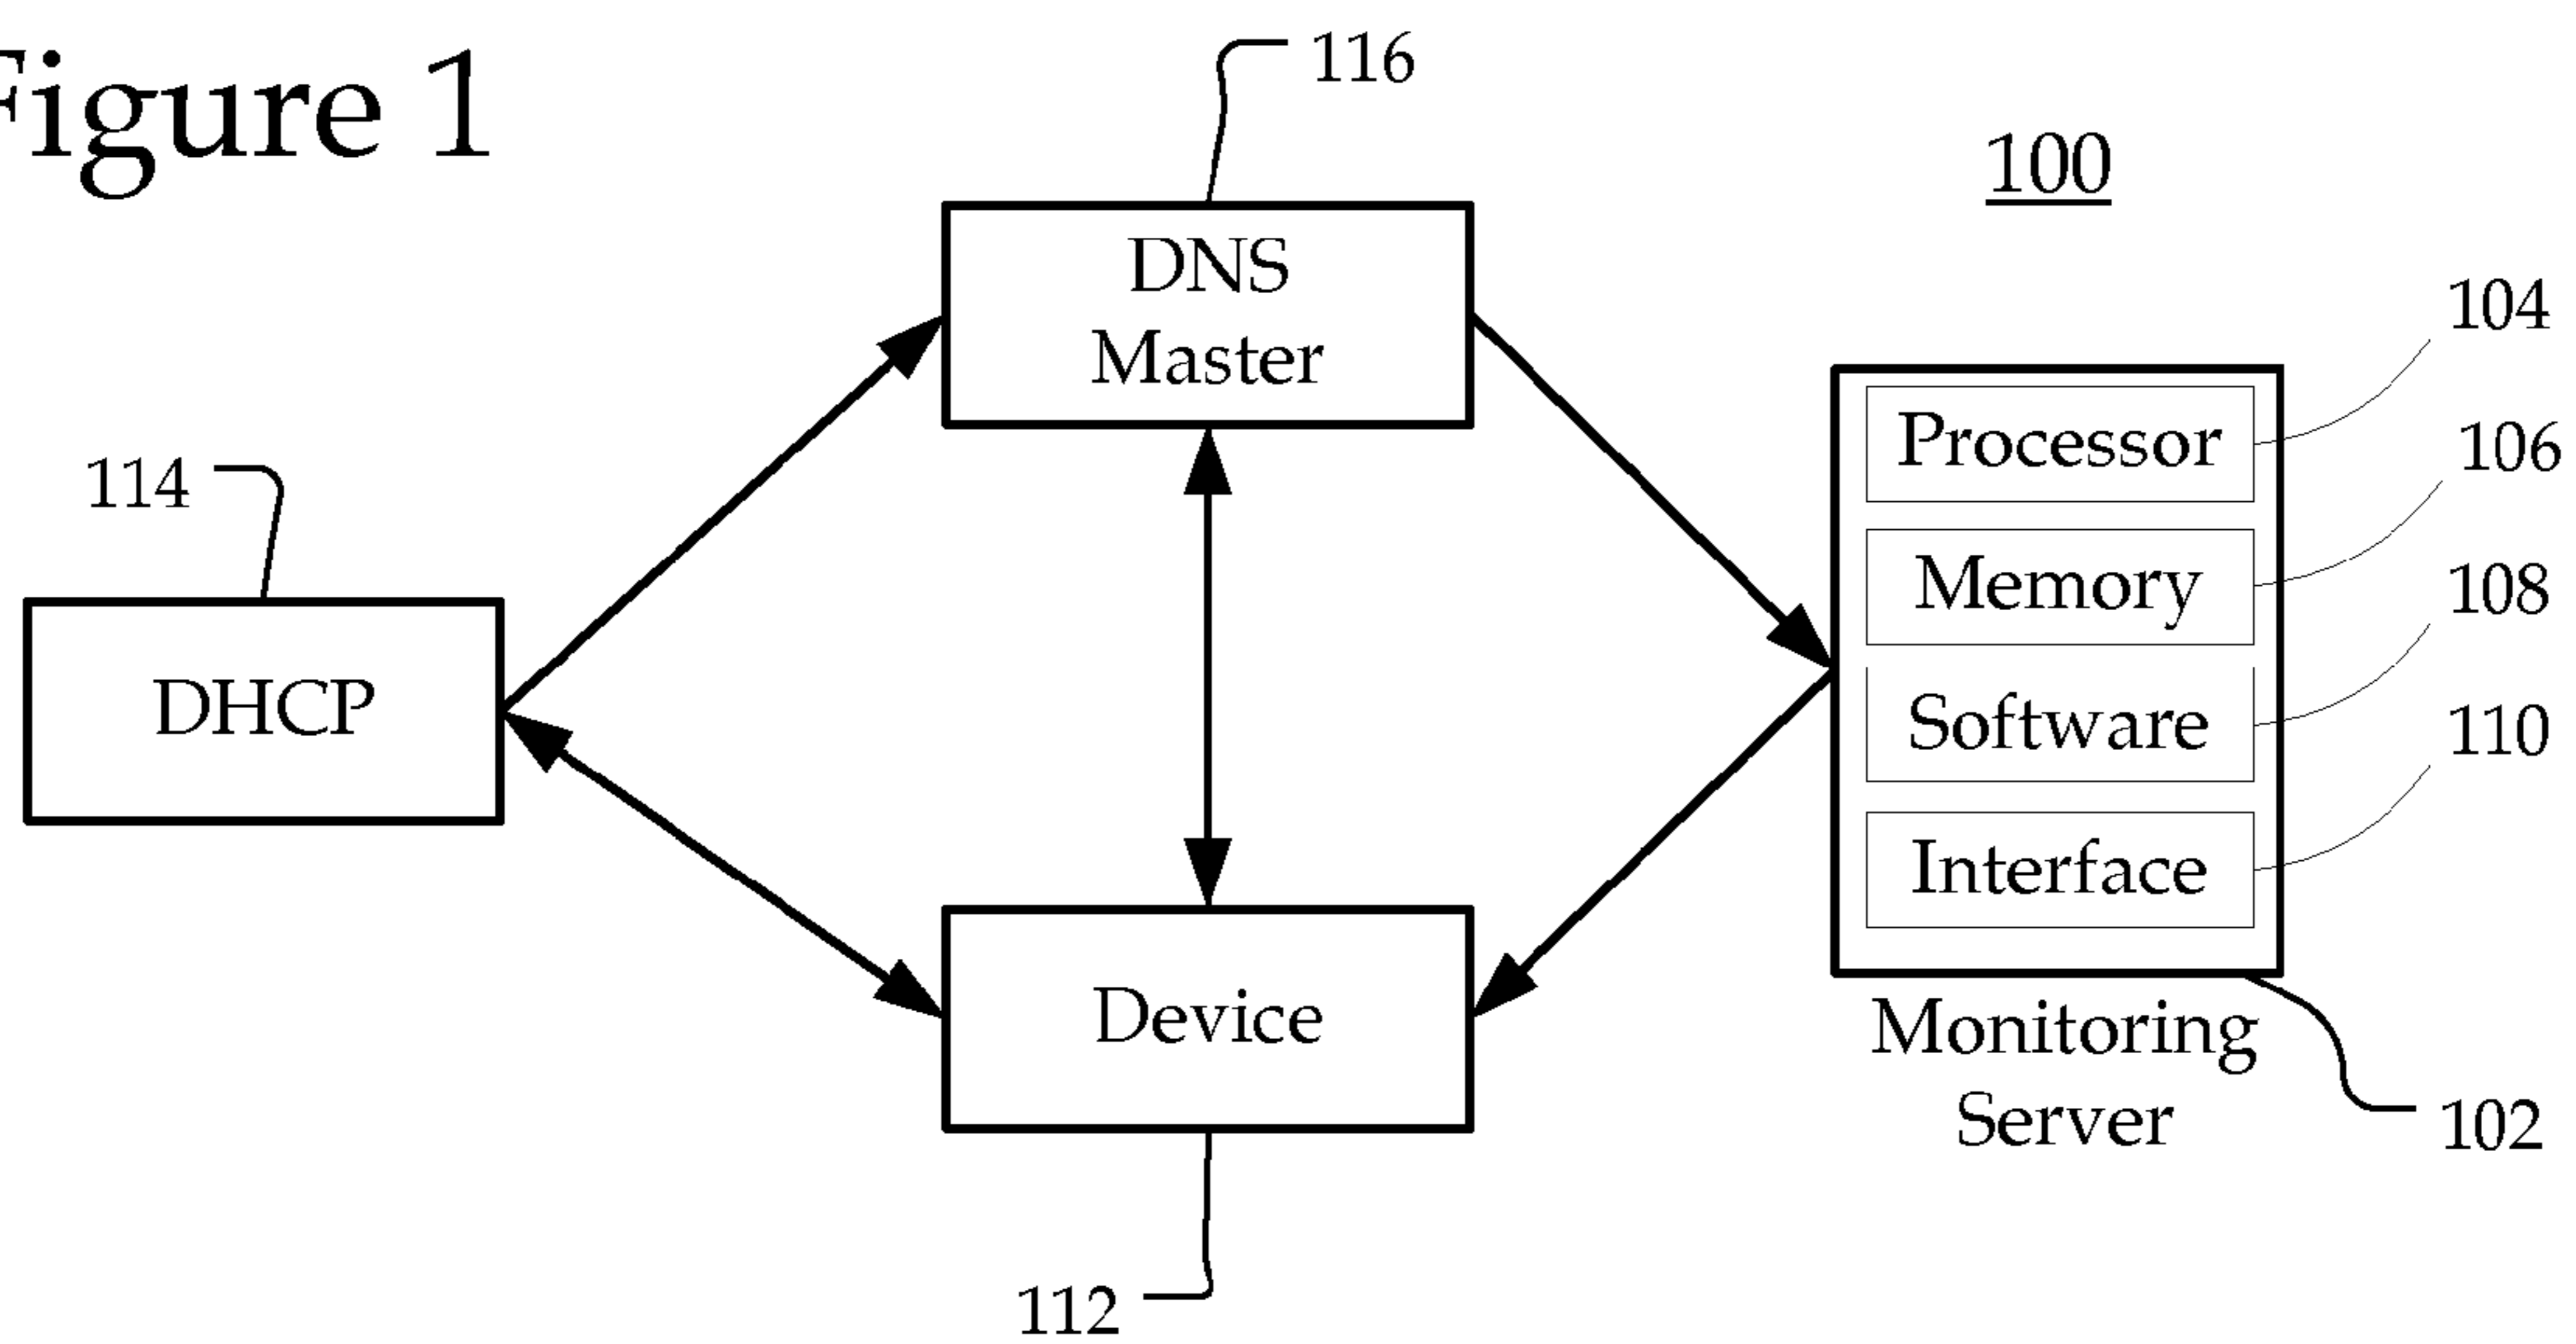 Figure 1
116
100
DNS
Master
104
Processor
106
Memory
114
108
Software
DHCP
110
Interface
Device
Monitoring
Server
102
112